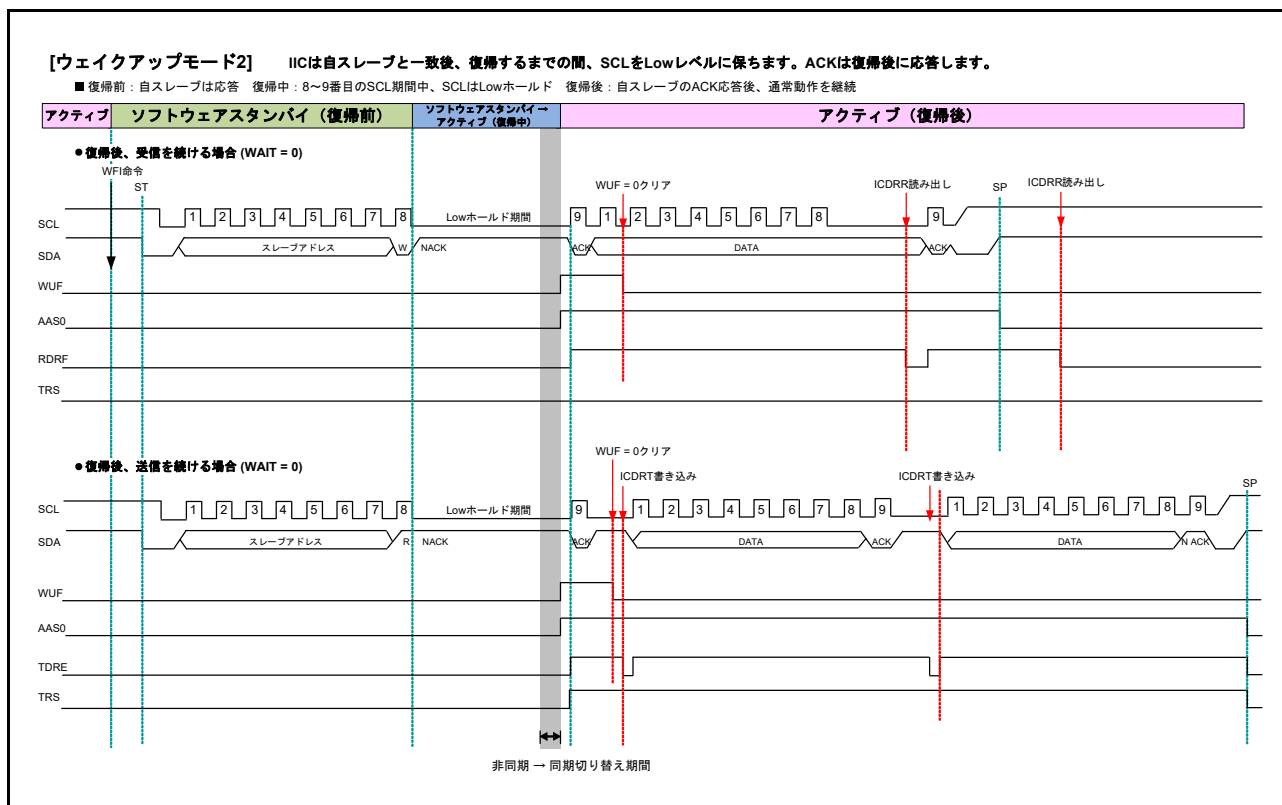 [ウェイクアップモード2] IICは自スレーブと一致後、復帰するまでの間、SCLをLowレベルに保ちます。ACKは復帰後に応答します。
■ 復帰前：自スレーブは応答 復帰中：8～9番目のSCL期間中、SCLはLowホールド 復帰後：自スレーブのACK応答後、通常動作を継続
アクティブ ソフトウェアスタンバイ（復帰前） ソフトウェアスタンバイ→ アクティブ（復帰後）
アクティブ（復帰中）
●復帰後、受信を続ける場合 (WAIT = 0)
WFI命令
ST WUF = 0クリア ICDRR読み出し SP ICDRR読み出し
SCL 1 2 3 4 5 6 7 8 Lowホールド期間 9 1 2 3 4 5 6 7 8 9
SDA スレーブアドレス W NACK ACK DATA ACK
WUF
AAS0
RDRF
TRS
●復帰後、送信を続ける場合 (WAIT = 0)
WUF = 0クリア
ICDRT書き込み ICDRT書き込み SP
SCL 1 2 3 4 5 6 7 8 Lowホールド期間 9 1 2 3 4 5 6 7 8 9 1 2 3 4 5 6 7 8 9
SDA スレーブアドレス R NACK ACK DATA ACK DATA N ACK
WUF
AAS0
TDRE
TRS
非同期 → 同期切り替え期間